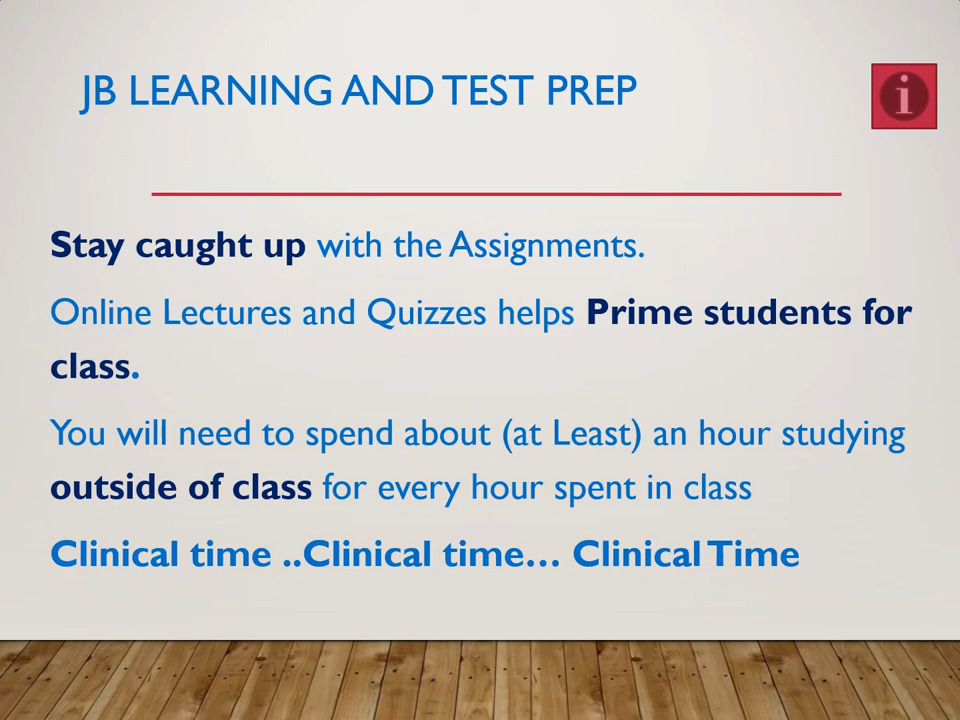 JB LEARNING AND TEST PREP
i
Stay caught up with the Assignments.
Online Lectures and Quizzes helps Prime students for
class.
You will need to spend about (at Least) an hour studying
outside of class for every hour spent in class
Clinical time ..Clinical time… Clinical Time